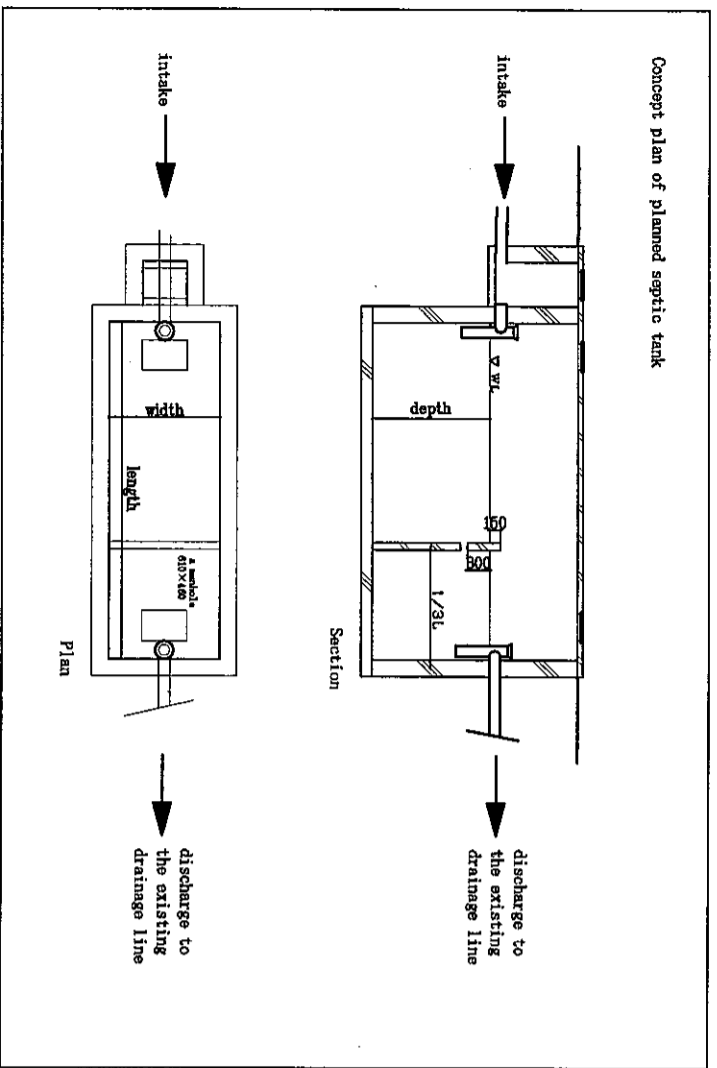 Concept plan of planned septic tank
intake
WL
depth
150
300
1/3L
discharge to
the existing
drainage line
Section
intake
width
length
A manhole
610×460
discharge to
the existing
drainage line
Plan